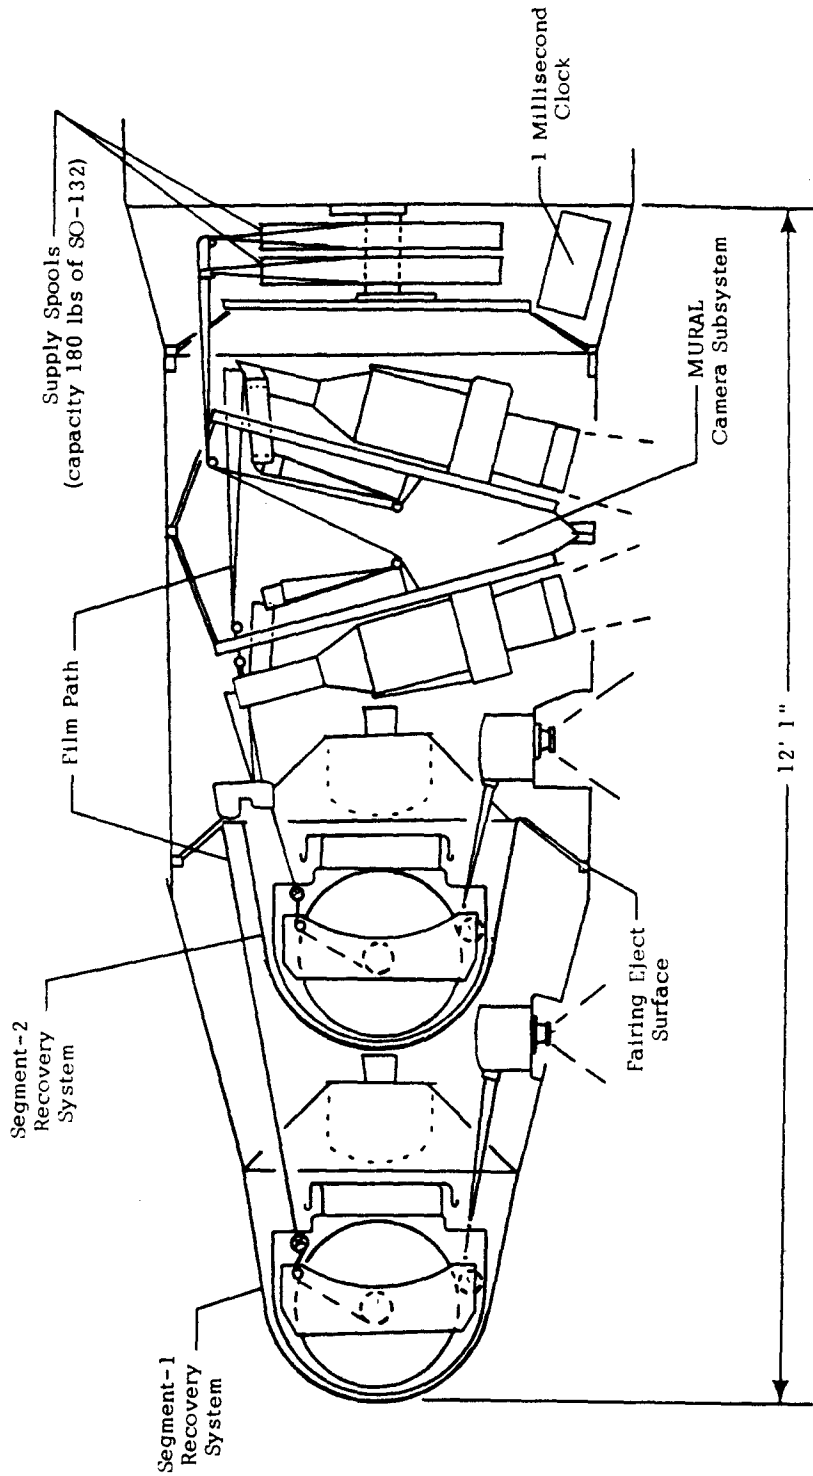 Segment-1
Recovery
System
Segment-2
Recovery
System
Film Path
Supply Spools
(capacity 180 lbs of SO-132)
1 Millisecond
Clock
MURAL
Camera Subsystem
Fairing Eject
Surface
12' 1"